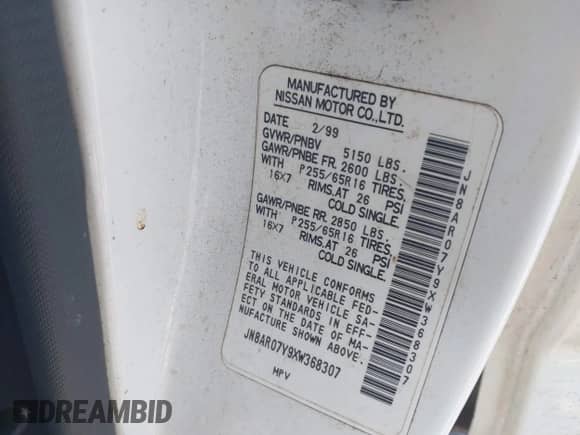 MANUFACTURED BY
NISSAN MOTOR CO.,LTD.
DATE 2/99
GVWR/PNBV 5150 LBS.
GAWR/PNBE FR. 2600 LBS.
WITH P255/65R16 TIRES,
16X7 RIMS,AT 26 PSI
COLD SINGLE.
GAWR/PNBE RR. 2850 LBS.
WITH P255/65R16 TIRES,
16X7 RIMS,AT 26 PSI
COLD SINGLE.
THIS VEHICLE CONFORMS
TO ALL APPLICABLE FED-
ERAL MOTOR VEHICLE SA-
FETY STANDARDS IN EFF-
ECT ON THE DATE OF MA-
NUFACTURE SHOWN ABOVE.
JN8AR07Y9XW368307
MPV
JN8AR07Y9XW368307
DREAMBID